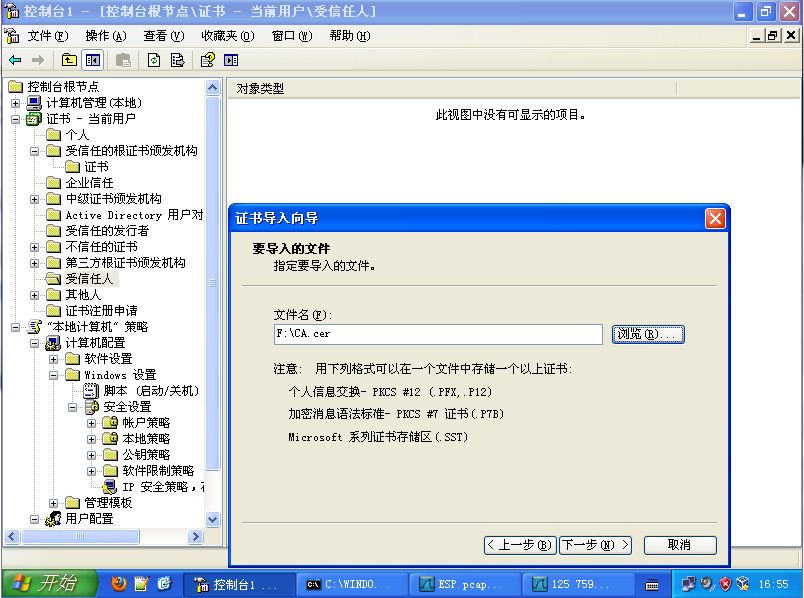 控制台1 - [控制台根节点\证书 - 当前用户\受信任人]
文件(F) 操作(A) 查看(V) 收藏夹(O) 窗口(W) 帮助(H)
控制台根节点
计算机管理(本地)
证书 - 当前用户
个人
受信任的根证书颁发机构
证书
企业信任
中级证书颁发机构
Active Directory 用户对
受信任的发行者
不信任的证书
第三方根证书颁发机构
受信任人
其他人
证书注册申请
"本地计算机" 策略
计算机配置
软件设置
Windows 设置
脚本 (启动/关机)
安全设置
帐户策略
本地策略
公钥策略
软件限制策略
IP 安全策略，
管理模板
用户配置
对象类型
此视图中没有可显示的项目。
证书导入向导
要导入的文件
指定要导入的文件。
文件名(F):
F:\CA.cer
浏览(R)...
注意: 用下列格式可以在一个文件中存储一个以上证书:
个人信息交换- PKCS #12 (.PFX,.P12)
加密消息语法标准- PKCS #7 证书(.P7B)
Microsoft 系列证书存储区(.SST)
< 上一步(B) 下一步(N) > 取消
开始 控制台1 ... C:\WINDO... ESP.pcap... 125 759.... 16:55